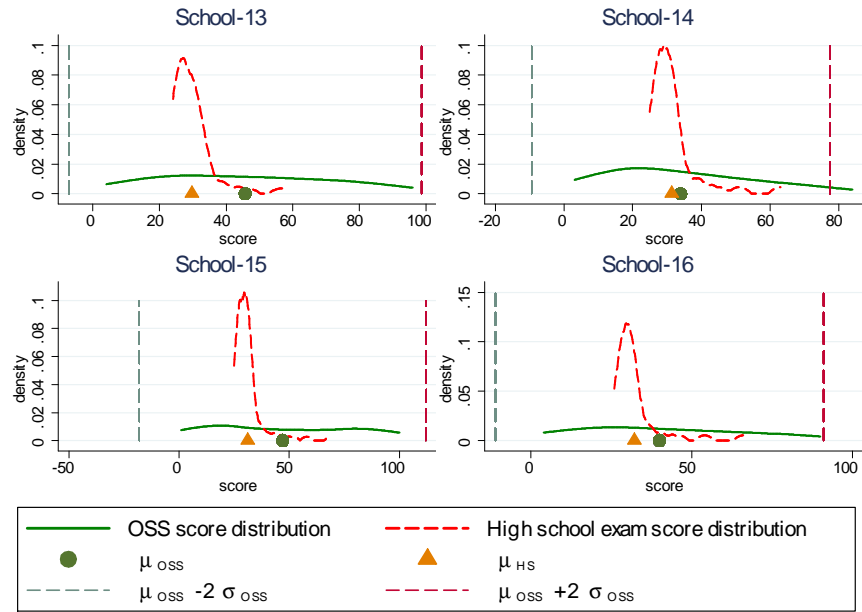 School-13
School-14
density
0
.02
.04
.06
.08
.1
0
20
40
60
80
100
score
density
0
.02
.04
.06
.08
.1
-20
0
20
40
60
80
score
School-15
School-16
density
0
.02
.04
.06
.08
.1
-50
0
50
100
score
density
0
.05
.1
.15
0
50
100
score
OSS score distribution
High school exam score distribution
μ OSS
μ HS
μ OSS -2 σ OSS
μ OSS +2 σ OSS